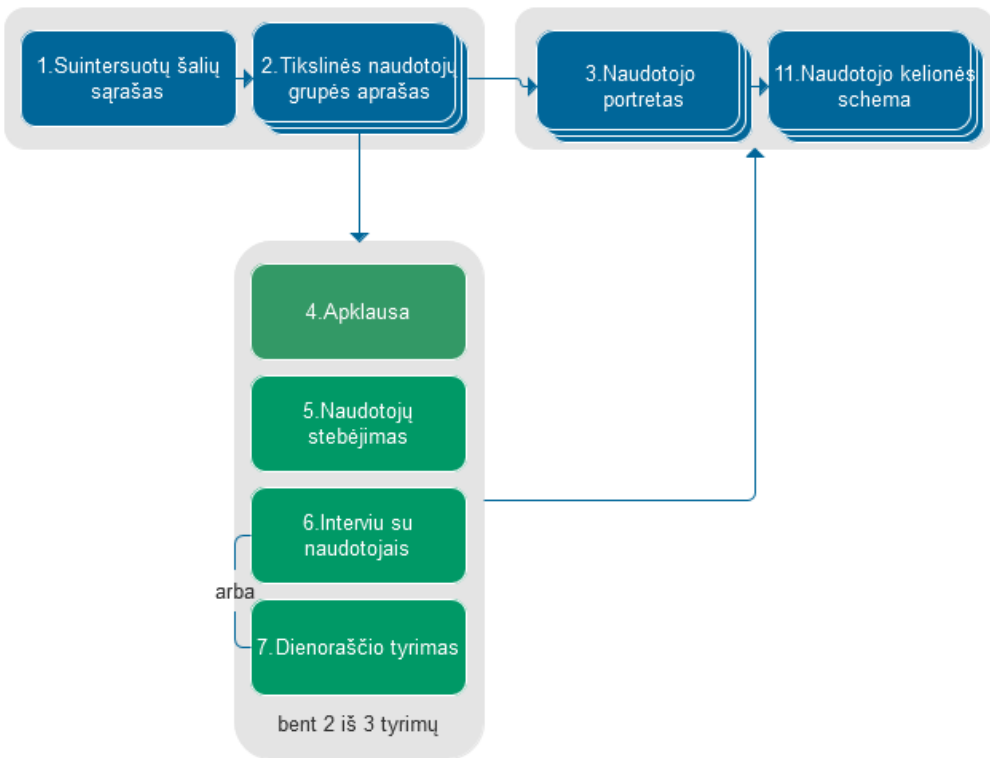 1.Suintersuotų šalių
sąrašas
2.Tikslinės naudotojų
grupės aprašas
3.Naudotojo
portretas
11.Naudotojo kelionės
schema
4.Apklausa
5.Naudotojų
stebėjimas
6.Interviu su
naudotojais
arba
7.Dienoraščio tyrimas
bent 2 iš 3 tyrimų